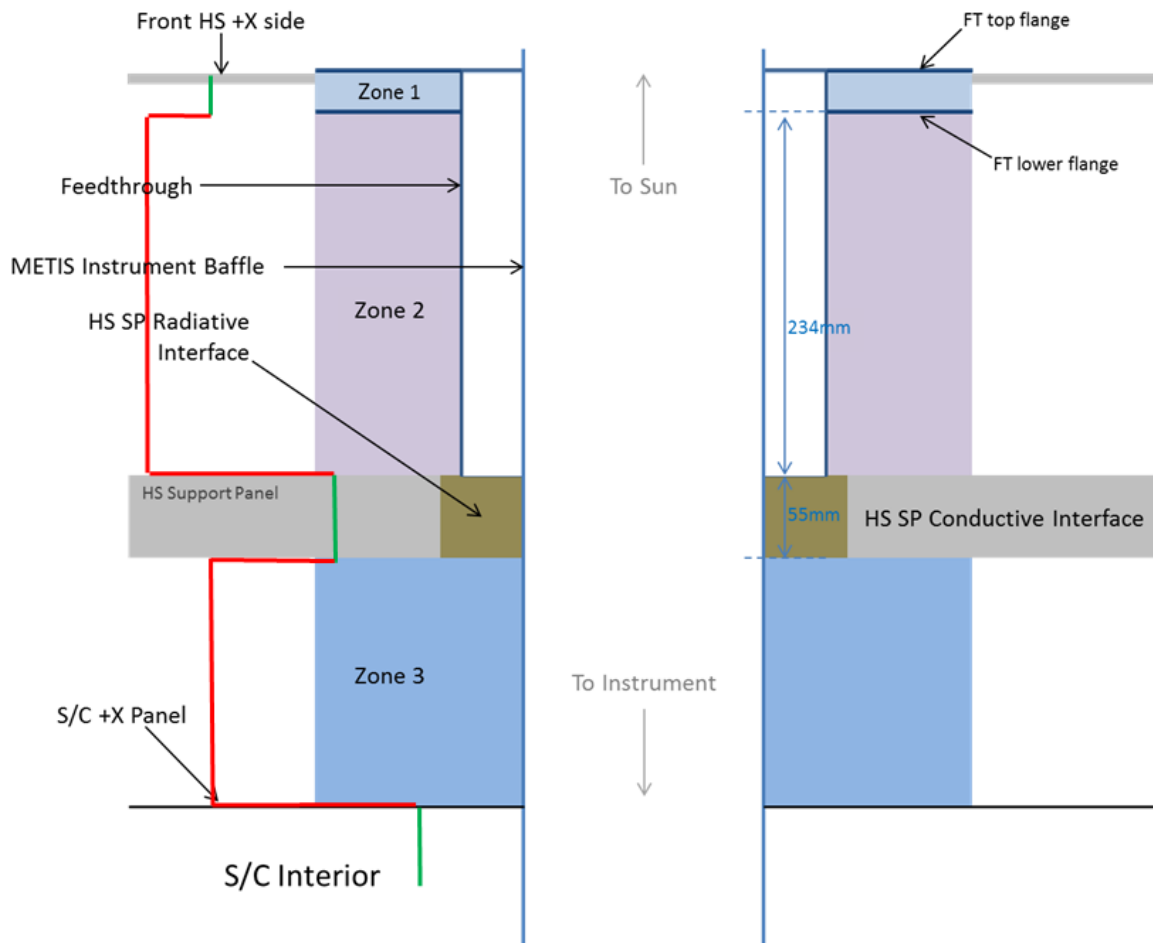 Front HS +X side
FT top flange
Zone 1
Feedthrough
To Sun
FT lower flange
METIS Instrument Baffle
Zone 2
HS SP Radiative
Interface
234mm
HS Support Panel
55mm
HS SP Conductive Interface
Zone 3
To Instrument
S/C +X Panel
S/C Interior